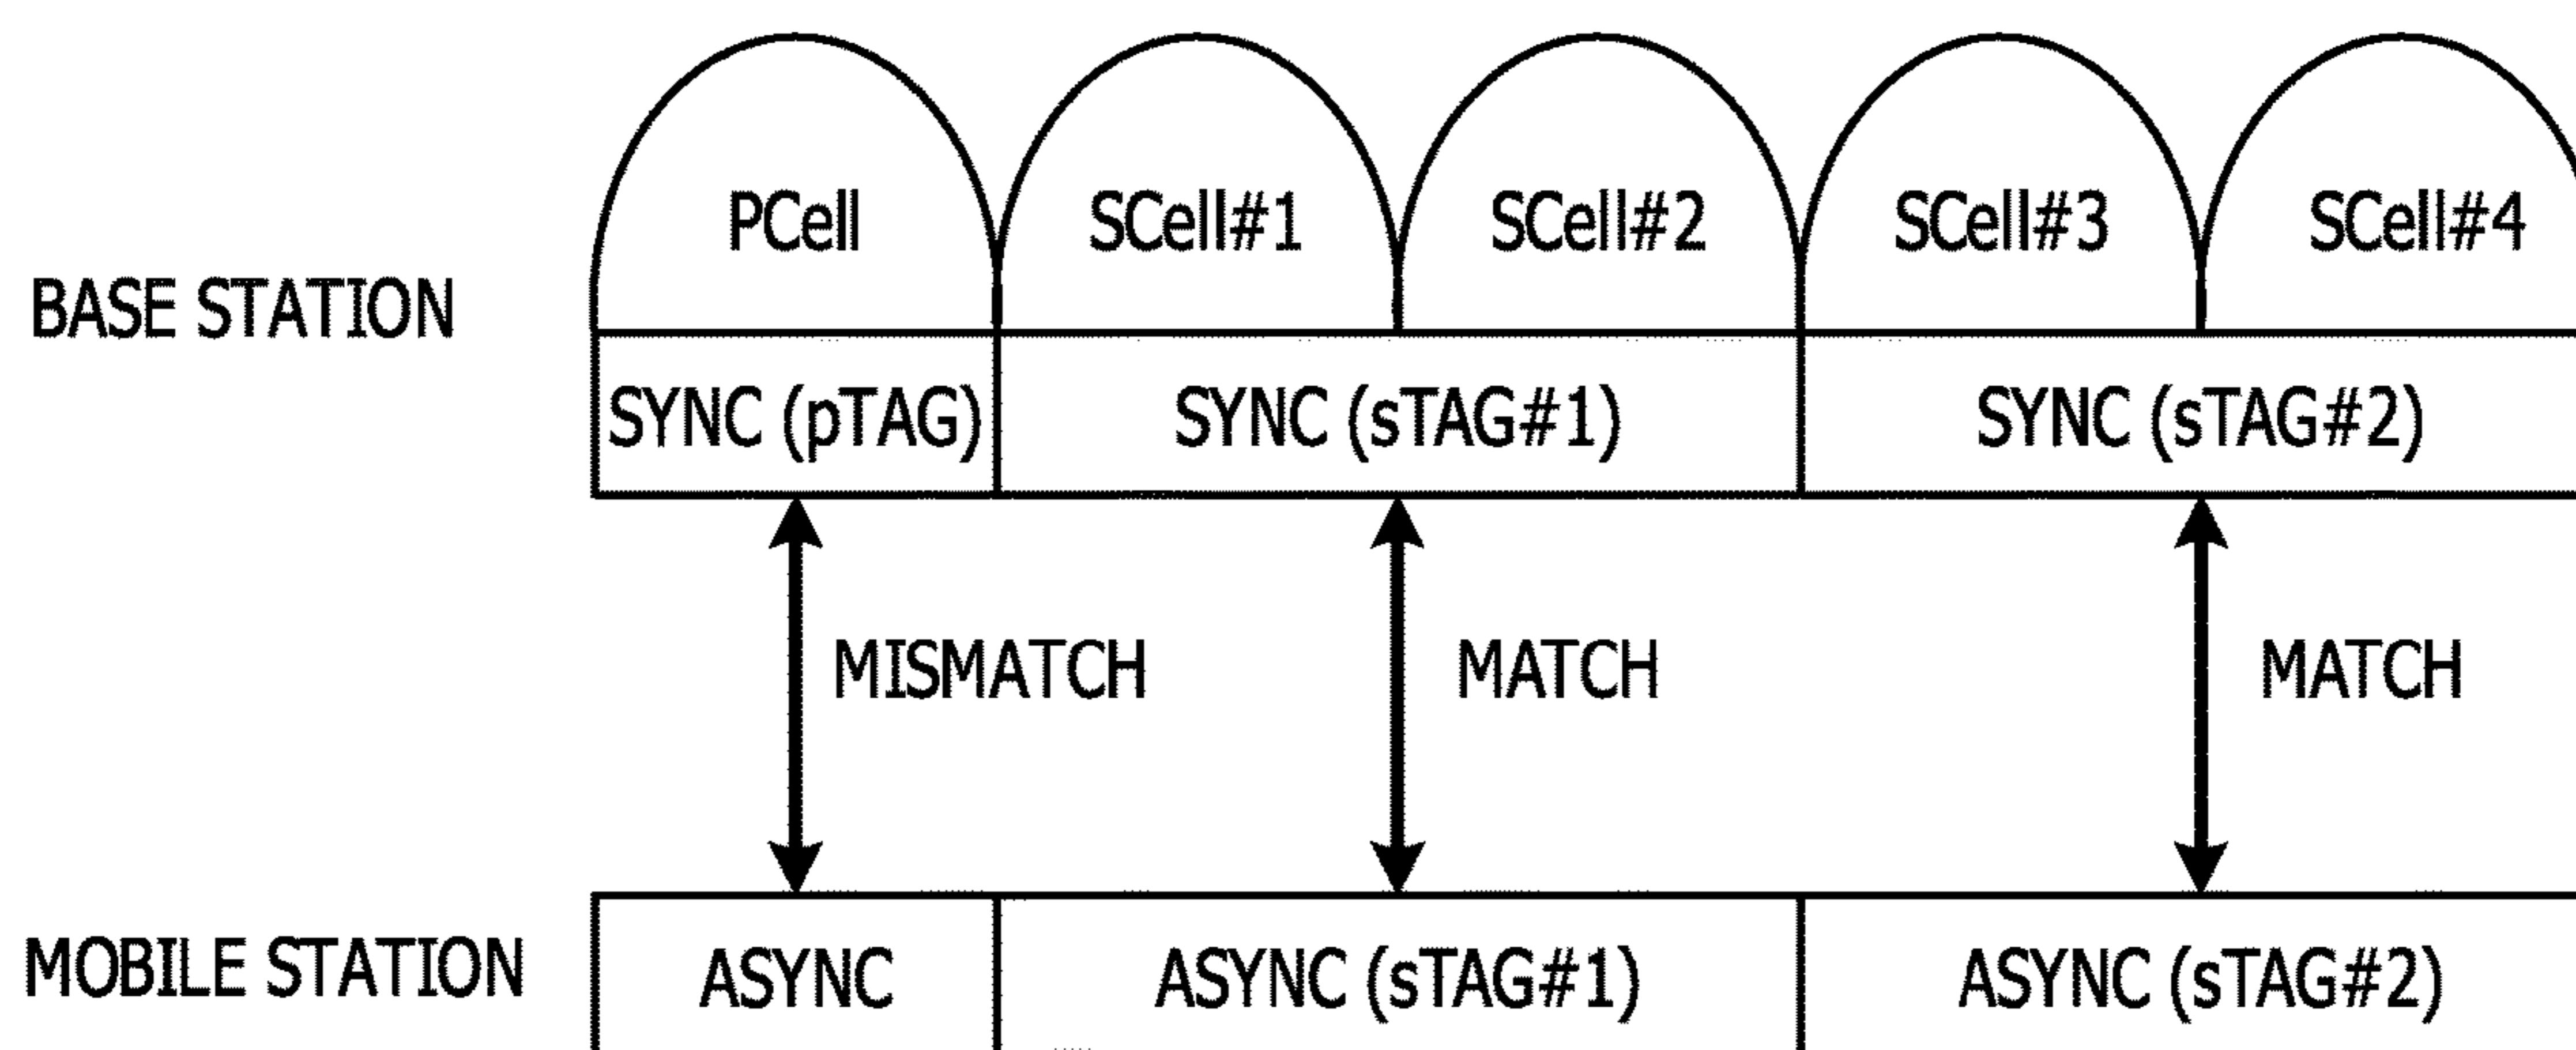 PCell SCell#1 SCell#2 SCell#3 SCell#4
BASE STATION
SYNC (pTAG) SYNC (sTAG#1) SYNC (sTAG#2)
MISMATCH MATCH MATCH
MOBILE STATION ASYNC ASYNC (sTAG#1) ASYNC (sTAG#2)